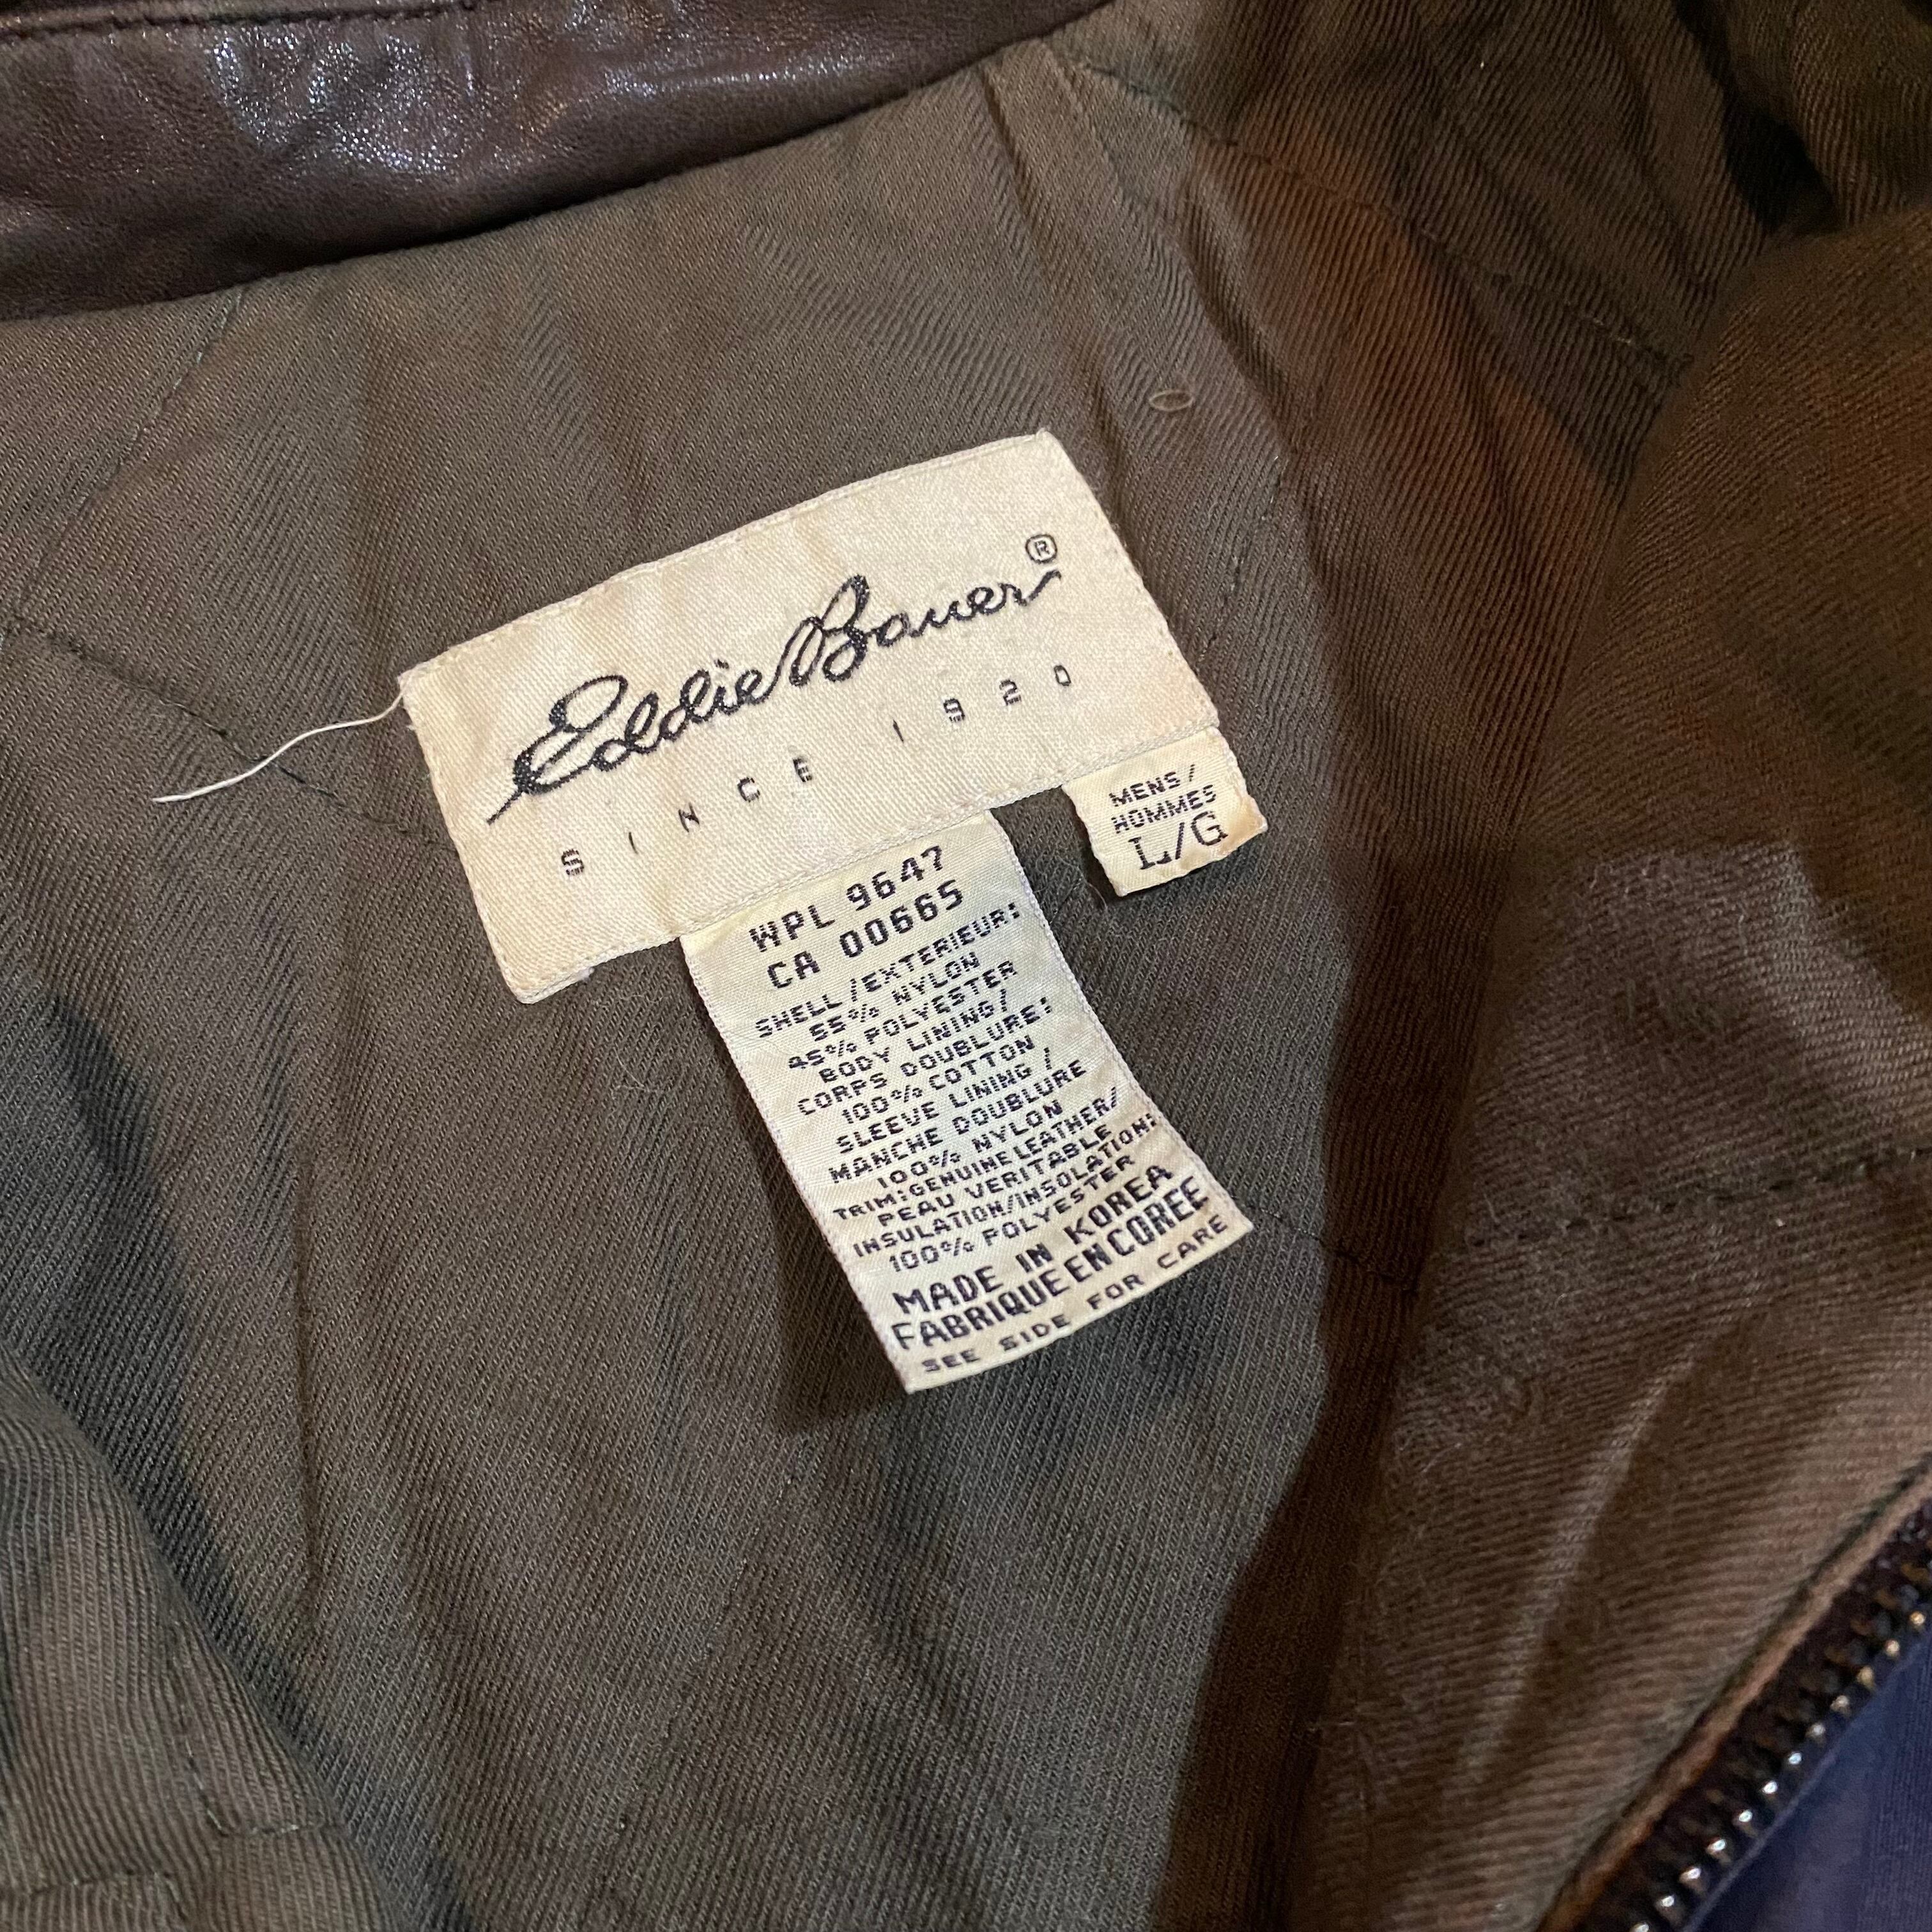 Eddie Bauer®
SINCE 1920
MENS/
HOMMES
L/G
WPL 9647
CA 00665
SHELL/EXTERIEUR:
55% NYLON
45% POLYESTER
BODY LINING/
CORPS DOUBLURE:
100% COTTON
SLEEVE LINING/
MANCHE DOUBLURE
100% NYLON
TRIM:GENUINE LEATHER/
PEAU VERITABLE
INSULATION/INSOLATION:
100% POLYESTER
MADE IN KOREA
FABRIQUE EN COREE
SEE SIDE FOR CARE